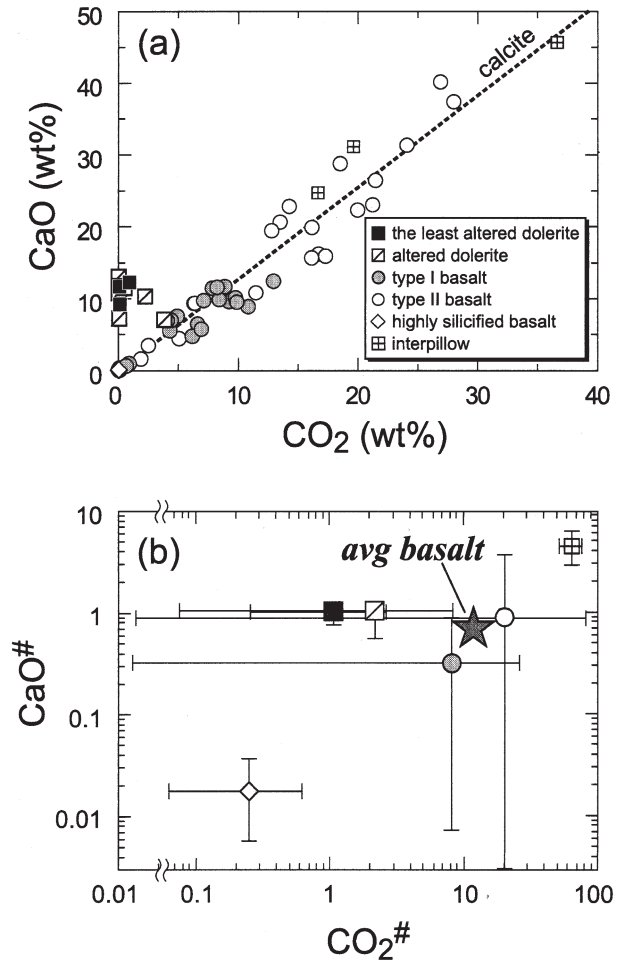 (a)
calcite
CaO (wt%)
50
40
30
20
10
0
the least altered dolerite
altered dolerite
type I basalt
type II basalt
highly silicified basalt
interpillow
0 10 20 30 40
CO2 (wt%)
(b)
avg basalt
CaO#
10
1
0.1
0.01
0.01 0.1 1 10 100
CO2#